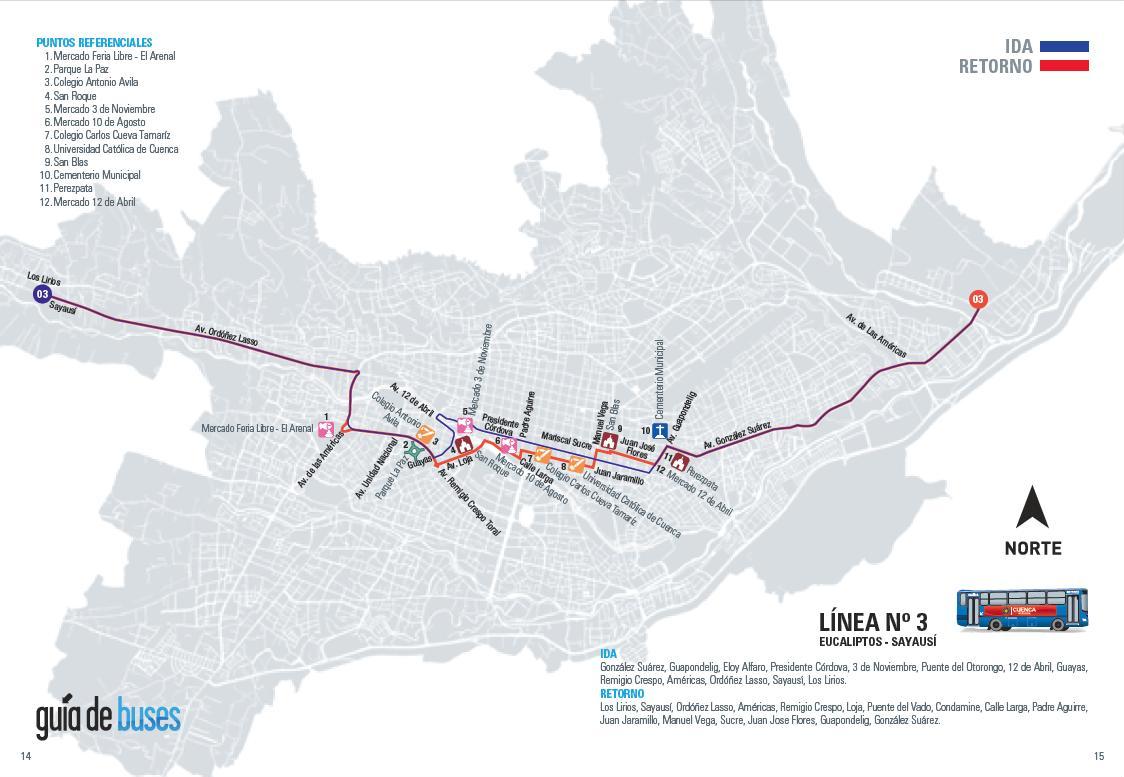 PUNTOS REFERENCIALES
1. Mercado Feria Libre - El Arenal
2. Parque La Paz
3. Colegio Antonio Avila
4. San Roque
5. Mercado 3 de Noviembre
6. Mercado 10 de Agosto
7. Colegio Carlos Cueva Tamaríz
8. Universidad Católica de Cuenca
9. San Blas
10. Cementerio Municipal
11. Perezpata
12. Mercado 12 de Abril
IDA
RETORNO
Los Lirios
03
Sayausí
Av. Ordóñez Lasso
03
Av. de Las Américas
1
Mercado Feria Libre - El Arenal
Av. de las Américas
Av. 12 de Abril
Colegio Antonio
Avila
3
2
Av. Unidad Nacional
Parque La Paz
Guayas
5
Mercado 3 de Noviembre
4
Av. Loja
San Roque
Av. Remigio Crespo Toral
Presidente
Córdova
Padre Aguirre
6
Mercado 10 de Agosto
Calle Larga
7
Colegio Carlos Cueva Tamaríz
Mariscal Sucre
8
Universidad Católica de Cuenca
Manuel Vega
San Blas
9
Juan José
Flores
Juan Jaramillo
10
Cementerio Municipal
Av. Guapondelig
11
Perezpata
12
Mercado 12 de Abril
Av. González Suárez
NORTE
CUENCA
LÍNEA Nº 3
EUCALIPTOS - SAYAUSÍ
IDA
González Suárez, Guapondelig, Eloy Alfaro, Presidente Córdova, 3 de Noviembre, Puente del Otorongo, 12 de Abril, Guayas,
Remigio Crespo, Américas, Ordóñez Lasso, Sayausí, Los Lirios.
RETORNO
Los Lirios, Sayausí, Ordóñez Lasso, Américas, Remigio Crespo, Loja, Puente del Vado, Condamine, Calle Larga, Padre Aguirre,
Juan Jaramillo, Manuel Vega, Sucre, Juan Jose Flores, Guapondelig, González Suárez.
guía de buses
14
15